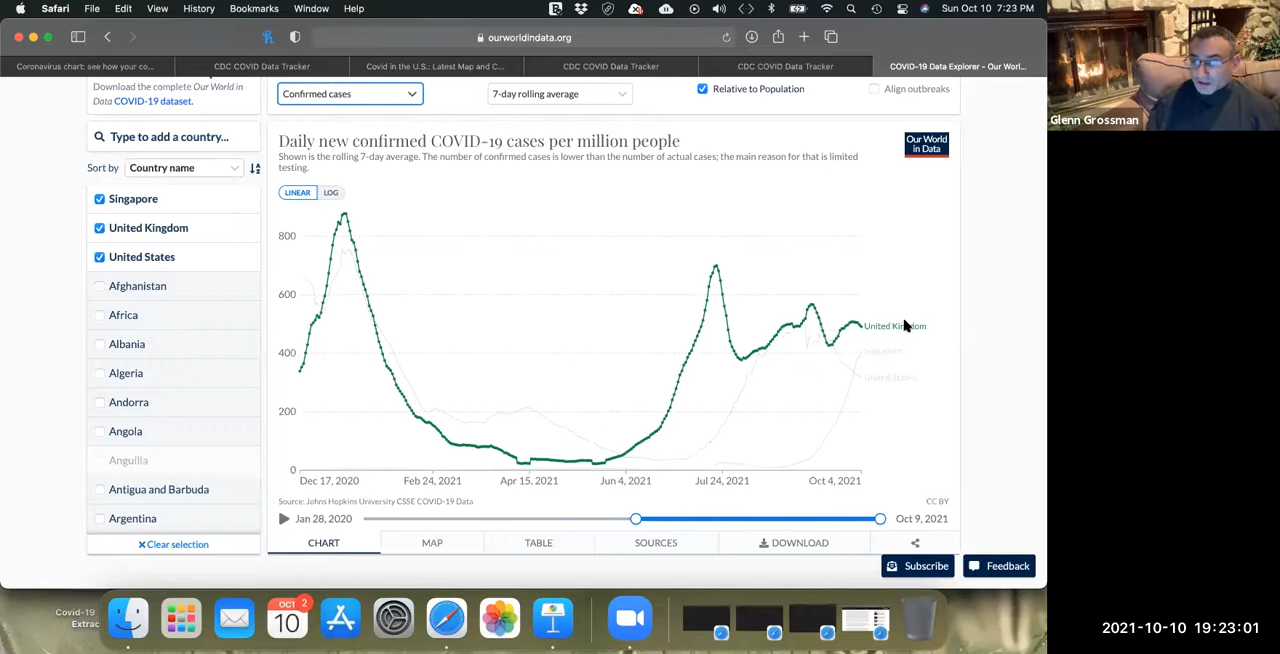 Safari File Edit View History Bookmarks Window Help
Sun Oct 10 7:23 PM
ourworldindata.org
Coronavirus chart: see how your co...
CDC COVID Data Tracker
Covid in the U.S.: Latest Map and C...
CDC COVID Data Tracker
CDC COVID Data Tracker
COVID-19 Data Explorer - Our Worl...
Download the complete Our World in
Data COVID-19 dataset.
Confirmed cases
7-day rolling average
Relative to Population
Align outbreaks
Type to add a country...
Sort by Country name
Singapore
United Kingdom
United States
Afghanistan
Africa
Albania
Algeria
Andorra
Angola
Anguilla
Antigua and Barbuda
Argentina
Clear selection
Daily new confirmed COVID-19 cases per million people
Shown is the rolling 7-day average. The number of confirmed cases is lower than the number of actual cases; the main reason for that is limited
testing.
Our World
in Data
LINEAR LOG
800
600
400
200
0
United Kingdom
Singapore
United States
Dec 17, 2020
Feb 24, 2021
Apr 15, 2021
Jun 4, 2021
Jul 24, 2021
Oct 4, 2021
Source: Johns Hopkins University CSSE COVID-19 Data
CC BY
Jan 28, 2020
Oct 9, 2021
CHART
MAP
TABLE
SOURCES
DOWNLOAD
Subscribe
Feedback
Glenn Grossman
Covid-19
Extrac
OCT 2
10
2021-10-10 19:23:01